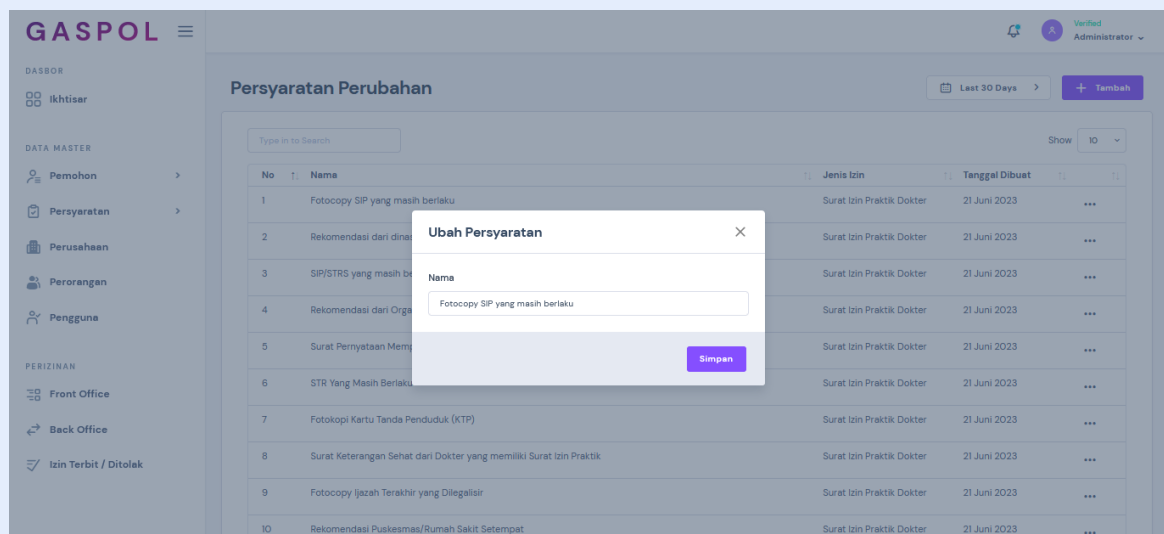 GASPOL
Verified
Administrator
DASBOR
Ikhtisar
DATA MASTER
Pemohon
Persyaratan
Perusahaan
Perorangan
Pengguna
PERIZINAN
Front Office
Back Office
Izin Terbit / Ditolak
Persyaratan Perubahan
Last 30 Days
+ Tambah
Type in to Search
Show 10
No Nama Jenis Izin Tanggal Dibuat
1 Fotocopy SIP yang masih berlaku Surat Izin Praktik Dokter 21 Juni 2023
2 Rekomendasi dari dinas Surat Izin Praktik Dokter 21 Juni 2023
3 SIP/STRS yang masih be Surat Izin Praktik Dokter 21 Juni 2023
4 Rekomendasi dari Orga Surat Izin Praktik Dokter 21 Juni 2023
5 Surat Pernyataan Memp Surat Izin Praktik Dokter 21 Juni 2023
6 STR Yang Masih Berlaku Surat Izin Praktik Dokter 21 Juni 2023
7 Fotokopi Kartu Tanda Penduduk (KTP) Surat Izin Praktik Dokter 21 Juni 2023
8 Surat Keterangan Sehat dari Dokter yang memiliki Surat Izin Praktik Surat Izin Praktik Dokter 21 Juni 2023
9 Fotocopy Ijazah Terakhir yang Dilegalisir Surat Izin Praktik Dokter 21 Juni 2023
10 Rekomendasi Puskesmas/Rumah Sakit Setempat Surat Izin Praktik Dokter 21 Juni 2023
Ubah Persyaratan
Nama
Fotocopy SIP yang masih berlaku
Simpan